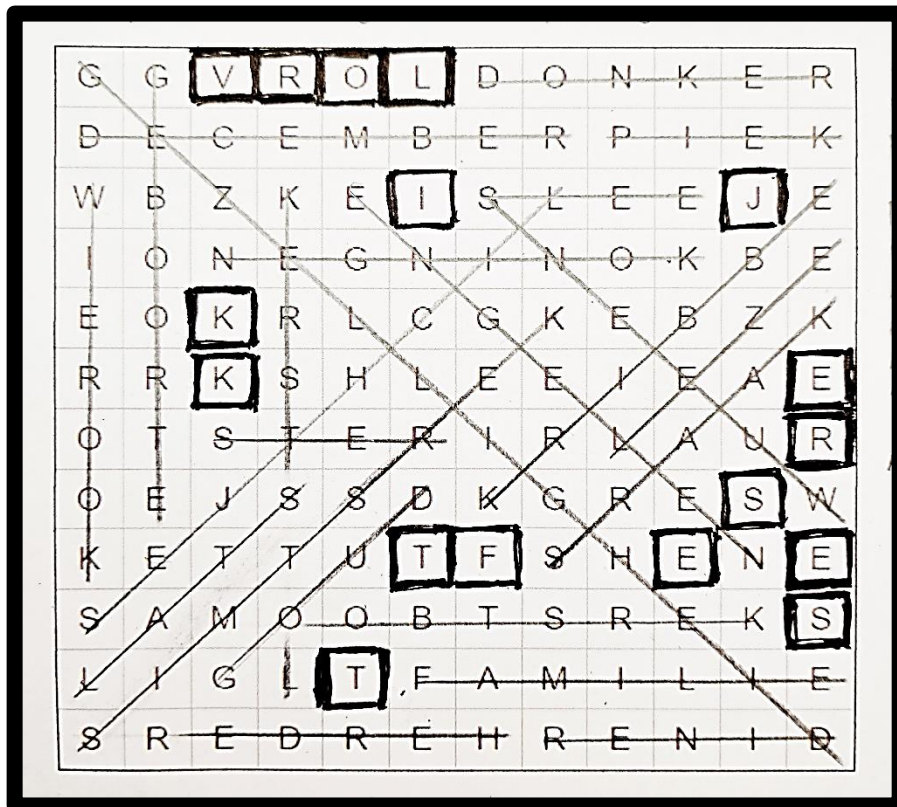 G G V R O L D O N K E R
D E C E M B E R P I E K
W B Z K E I S L E E J E
I O N E G N I N O K B E
E O K R L C G K E B Z K
R R K S H L E E I E A E
O T S T E R I R L A U R
O E J S S D K G R E S W
K E T T U T F S H E N E
S A M O O B T S R E K S
L I G L T F A M I L I E
S R E D R E H R E N I D